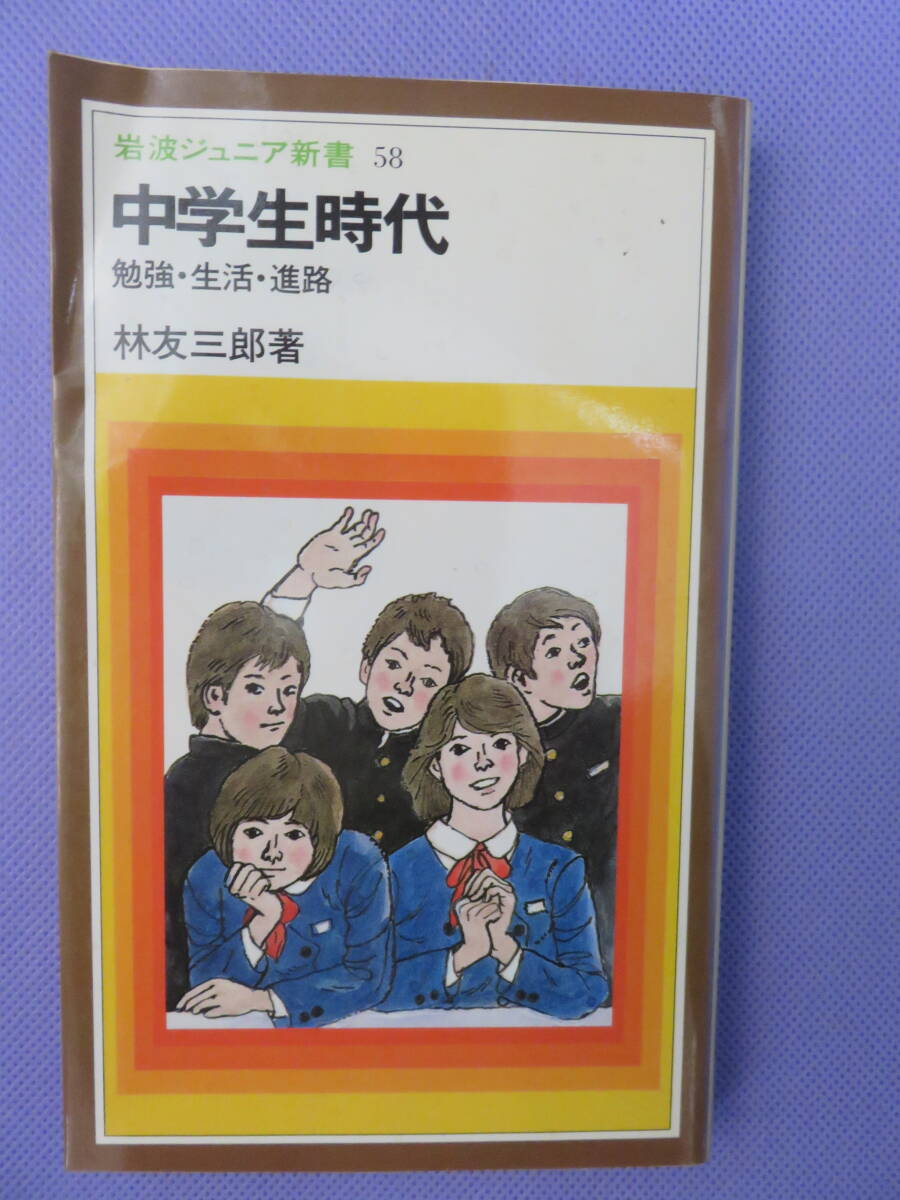 岩波ジュニア新書 58
中学生時代
勉強・生活・進路
林友三郎著